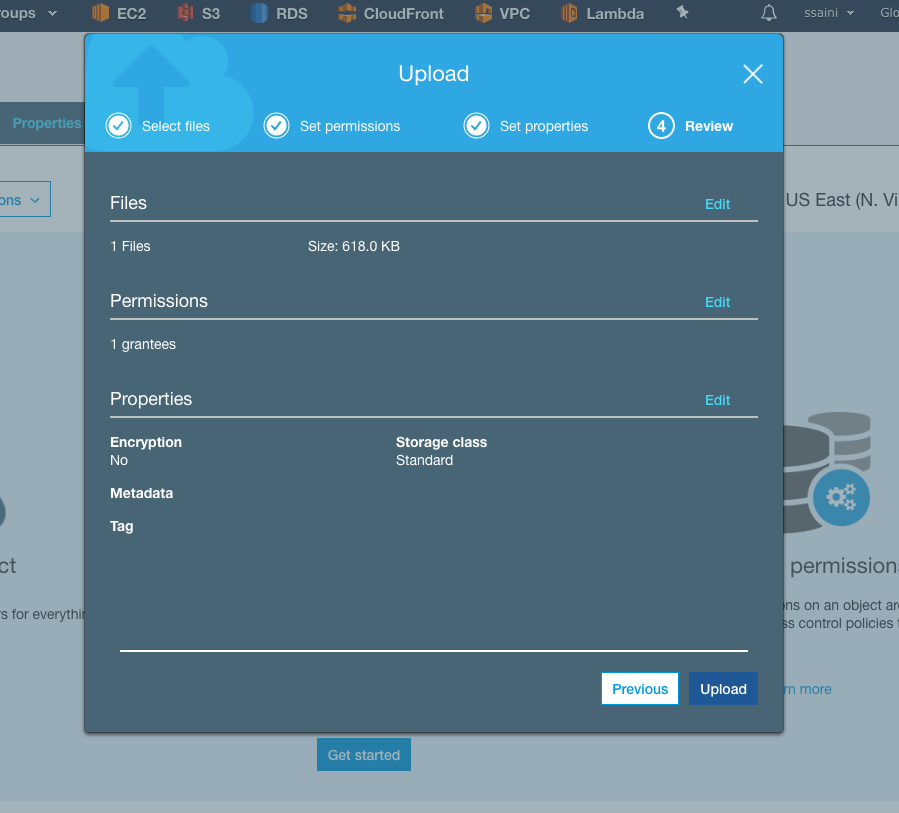 roups EC2 S3 RDS CloudFront VPC Lambda ssaini Glo
Upload
Select files Set permissions Set properties 4 Review
Properties
ons
US East (N. Vi
Files Edit
1 Files Size: 618.0 KB
Permissions Edit
1 grantees
Properties Edit
Encryption Storage class
No Standard
Metadata
Tag
ct
permissions
s for everythin
ons on an object are
ss control policies t
rn more
Previous Upload
Get started